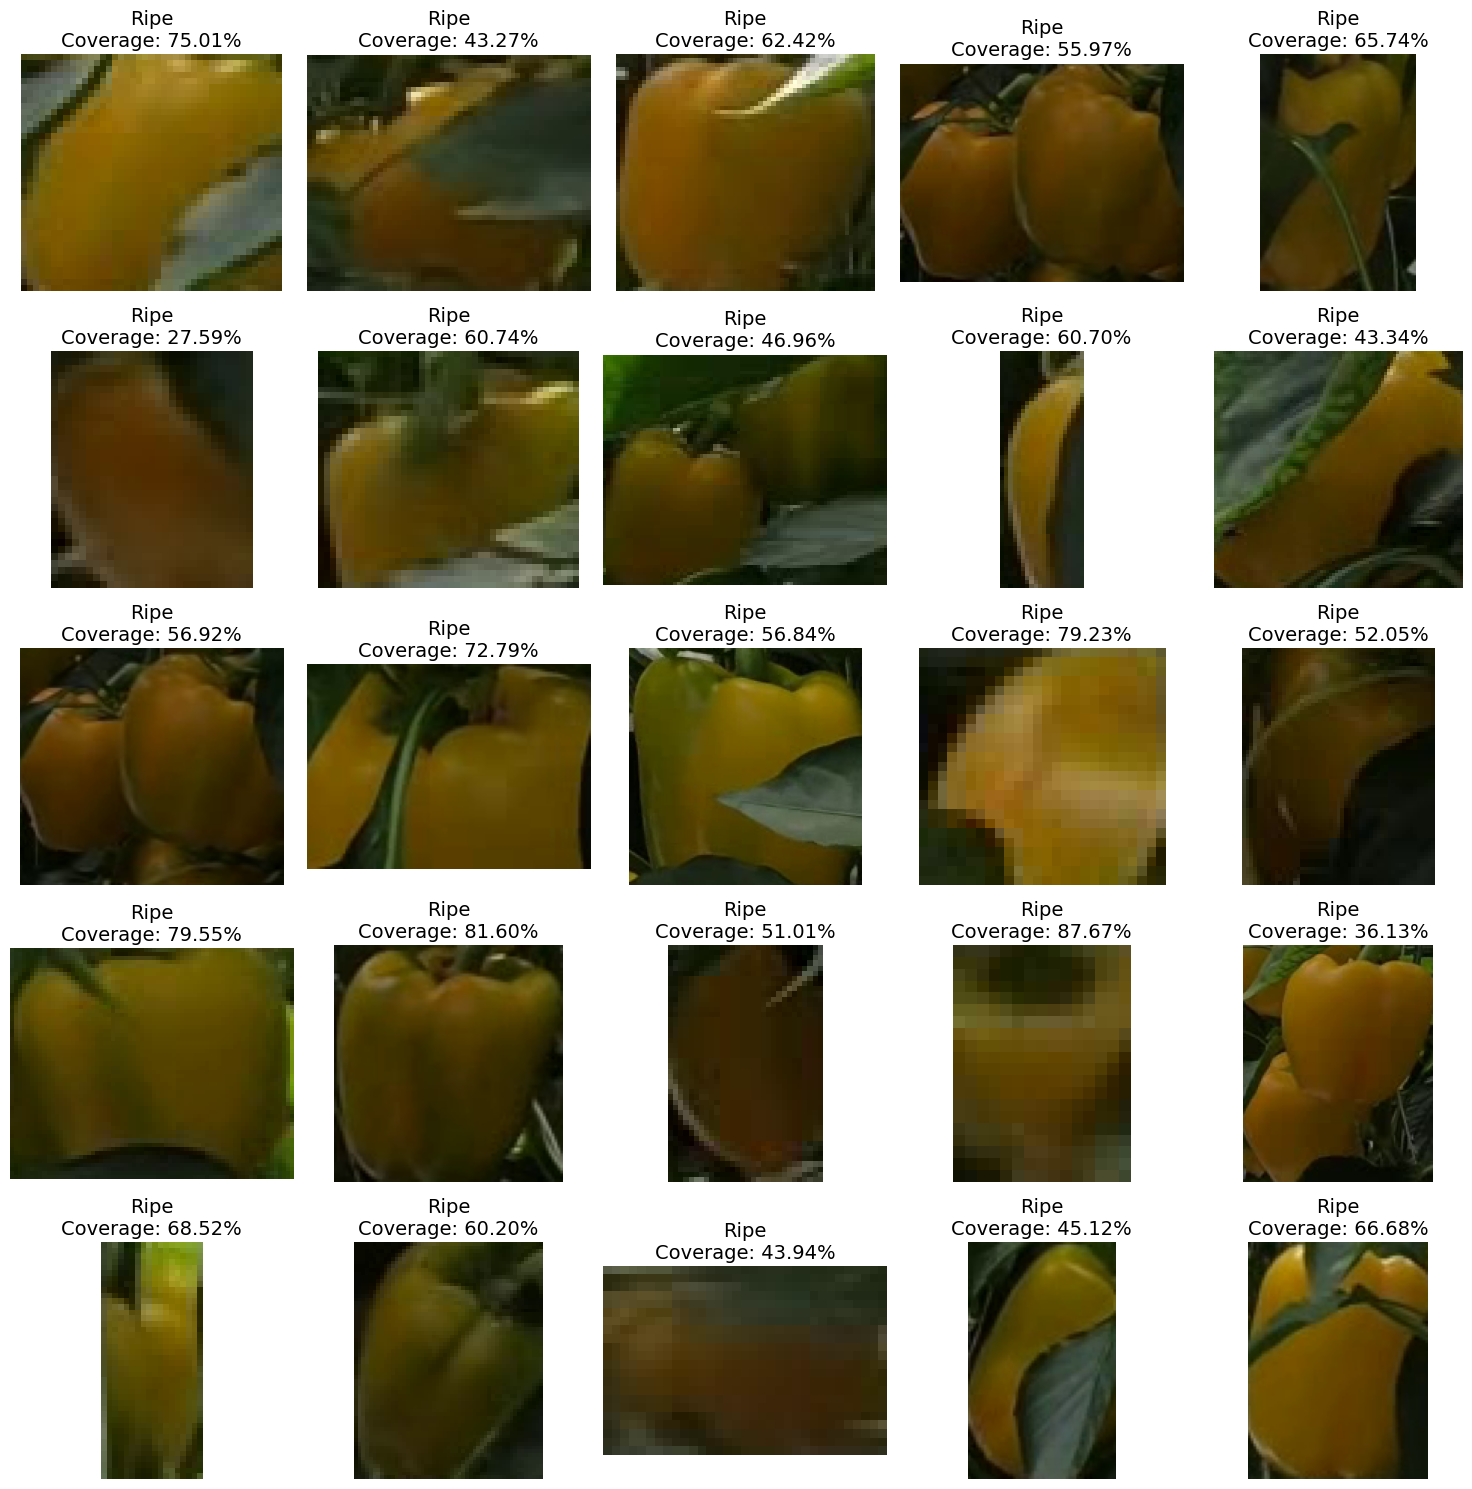 Ripe
Coverage: 75.01%
Ripe
Coverage: 43.27%
Ripe
Coverage: 62.42%
Ripe
Coverage: 55.97%
Ripe
Coverage: 65.74%
Ripe
Coverage: 27.59%
Ripe
Coverage: 60.74%
Ripe
Coverage: 46.96%
Ripe
Coverage: 60.70%
Ripe
Coverage: 43.34%
Ripe
Coverage: 56.92%
Ripe
Coverage: 72.79%
Ripe
Coverage: 56.84%
Ripe
Coverage: 79.23%
Ripe
Coverage: 52.05%
Ripe
Coverage: 79.55%
Ripe
Coverage: 81.60%
Ripe
Coverage: 51.01%
Ripe
Coverage: 87.67%
Ripe
Coverage: 36.13%
Ripe
Coverage: 68.52%
Ripe
Coverage: 60.20%
Ripe
Coverage: 43.94%
Ripe
Coverage: 45.12%
Ripe
Coverage: 66.68%